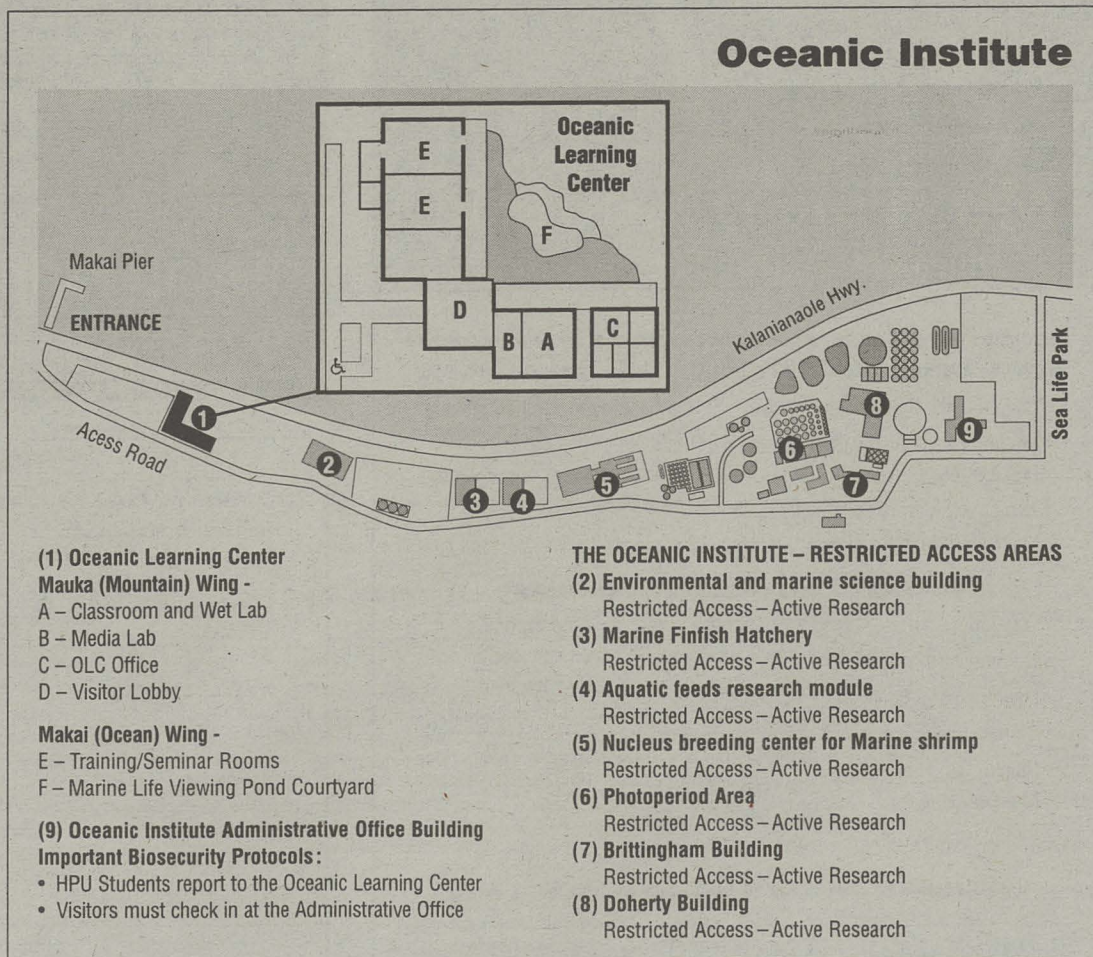 Oceanic Institute
Oceanic
Learning
Center
E
E
F
D
B
A
C
Makai Pier
ENTRANCE
Kalanianaole Hwy.
Sea Life Park
Acess Road
1
2
3
4
5
6
7
8
9
(1) Oceanic Learning Center
Mauka (Mountain) Wing -
A – Classroom and Wet Lab
B – Media Lab
C – OLC Office
D – Visitor Lobby
Makai (Ocean) Wing -
E – Training/Seminar Rooms
F – Marine Life Viewing Pond Courtyard
(9) Oceanic Institute Administrative Office Building
Important Biosecurity Protocols:
• HPU Students report to the Oceanic Learning Center
• Visitors must check in at the Administrative Office
THE OCEANIC INSTITUTE – RESTRICTED ACCESS AREAS
(2) Environmental and marine science building
Restricted Access – Active Research
(3) Marine Finfish Hatchery
Restricted Access – Active Research
(4) Aquatic feeds research module
Restricted Access – Active Research
(5) Nucleus breeding center for Marine shrimp
Restricted Access – Active Research
(6) Photoperiod Area
Restricted Access – Active Research
(7) Brittingham Building
Restricted Access – Active Research
(8) Doherty Building
Restricted Access – Active Research